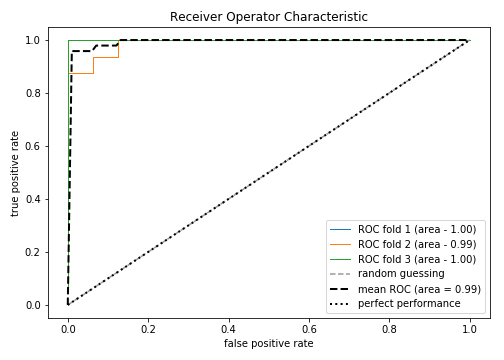 Receiver Operator Characteristic
true positive rate
1.0
0.8
0.6
0.4
0.2
0.0
ROC fold 1 (area - 1.00)
ROC fold 2 (area - 0.99)
ROC fold 3 (area - 1.00)
random guessing
mean ROC (area = 0.99)
perfect performance
0.0 0.2 0.4 0.6 0.8 1.0
false positive rate